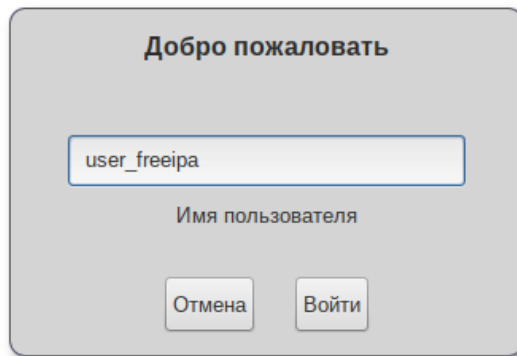 Добро пожаловать
user_freeipa
Имя пользователя
Отмена Войти